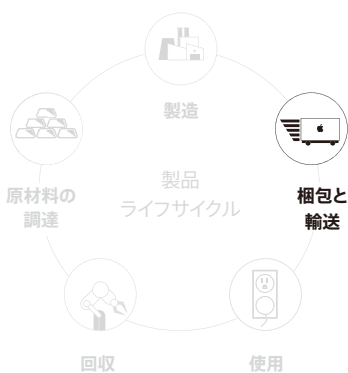 製造
梱包と
輸送
使用
回収
原材料の
調達
製品
ライフサイクル